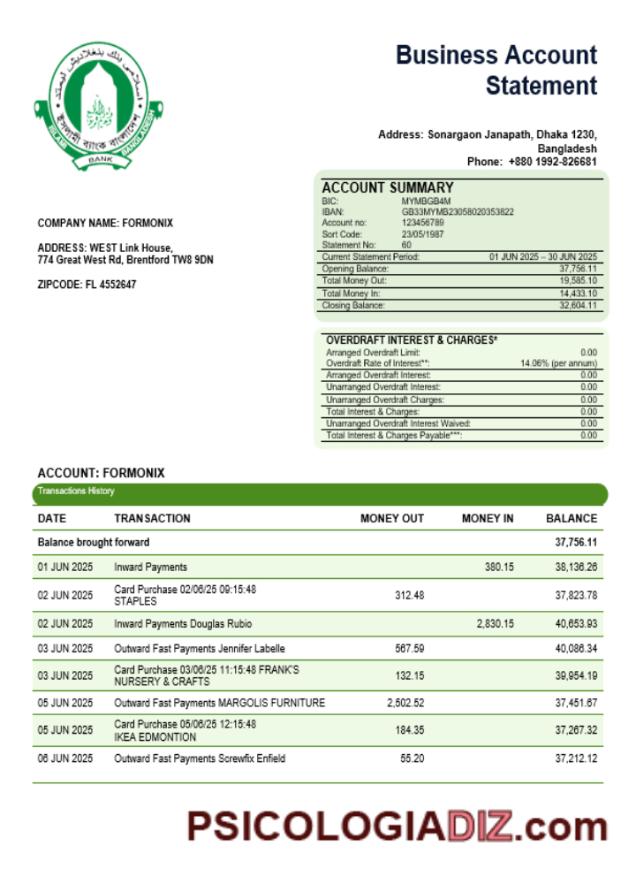 اسلامى بنك بنغلاديش ليمتد
ইসলামী ব্যাংক বাংলাদেশ
ISLAMI BANK BANGLADESH
Business Account
Statement
Address: Sonargaon Janapath, Dhaka 1230,
Bangladesh
Phone: +880 1992-826681
COMPANY NAME: FORMONIX
ADDRESS: WEST Link House,
774 Great West Rd, Brentford TW8 9DN
ZIPCODE: FL 4552647
ACCOUNT SUMMARY
BIC: MYMBGB4M
IBAN: GB33MYMB23058020353822
Account no: 123456789
Sort Code: 23/05/1987
Statement No: 60
Current Statement Period: 01 JUN 2025 – 30 JUN 2025
Opening Balance: 37,756.11
Total Money Out: 19,585.10
Total Money In: 14,433.10
Closing Balance: 32,604.11
OVERDRAFT INTEREST & CHARGES*
Arranged Overdraft Limit: 0.00
Overdraft Rate of Interest**: 14.06% (per annum)
Arranged Overdraft Interest: 0.00
Unarranged Overdraft Interest: 0.00
Unarranged Overdraft Charges: 0.00
Total Interest & Charges: 0.00
Unarranged Overdraft Interest Waived: 0.00
Total Interest & Charges Payable***: 0.00
ACCOUNT: FORMONIX
Transactions History
DATE TRANSACTION MONEY OUT MONEY IN BALANCE
Balance brought forward 37,756.11
01 JUN 2025 Inward Payments 380.15 38,136.26
02 JUN 2025 Card Purchase 02/06/25 09:15:48
STAPLES 312.48 37,823.78
02 JUN 2025 Inward Payments Douglas Rubio 2,830.15 40,653.93
03 JUN 2025 Outward Fast Payments Jennifer Labelle 567.59 40,086.34
03 JUN 2025 Card Purchase 03/06/25 11:15:48 FRANK'S
NURSERY & CRAFTS 132.15 39,954.19
05 JUN 2025 Outward Fast Payments MARGOLIS FURNITURE 2,502.52 37,451.67
05 JUN 2025 Card Purchase 05/06/25 12:15:48
IKEA EDMONTION 184.35 37,267.32
06 JUN 2025 Outward Fast Payments Screwfix Enfield 55.20 37,212.12
PSICOLOGIADIZ.com